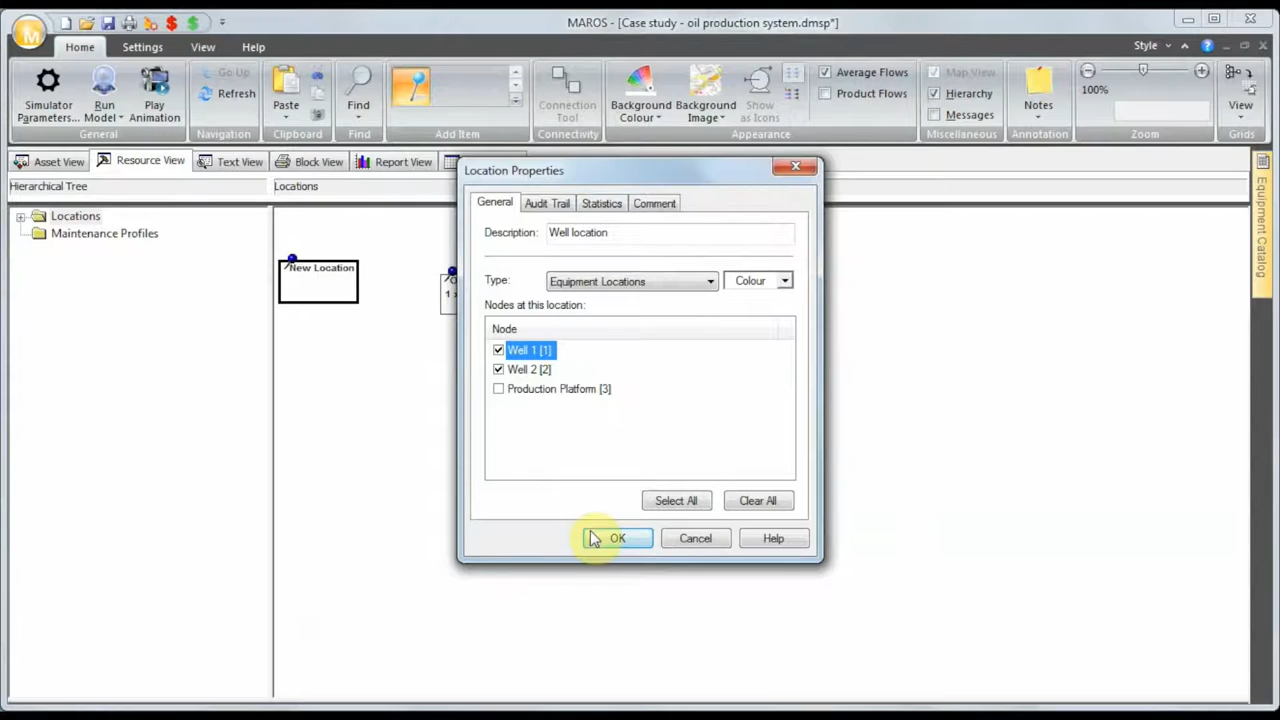 MAROS - [Case study - oil production system.dmsp*]
Home Settings View Help Style
Simulator Parameters...
Run Model
Play Animation
General
Go Up
Refresh
Navigation
Paste
Clipboard
Find
Find
Add Item
Connection Tool
Connectivity
Background Colour
Background Image
Show as Icons
Average Flows
Product Flows
Appearance
Map View
Hierarchy
Messages
Miscellaneous
Notes
Annotation
100%
Zoom
View
Grids
Asset View Resource View Text View Block View Report View
Hierarchical Tree
Locations
Locations
Maintenance Profiles
New Location
1 x
Location Properties
General Audit Trail Statistics Comment
Description: Well location
Type: Equipment Locations Colour
Nodes at this location:
Node
Well 1 [1]
Well 2 [2]
Production Platform [3]
Select All Clear All
OK Cancel Help
Equipment Catalog